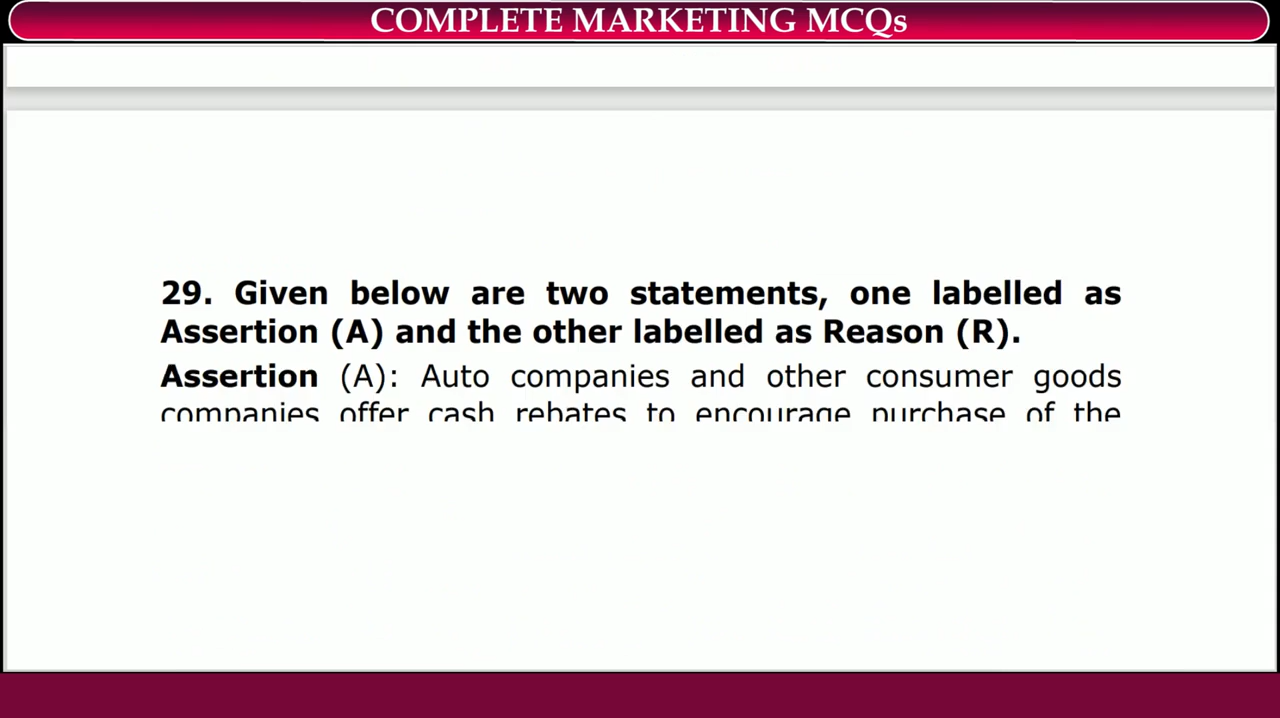 COMPLETE MARKETING MCQs
29. Given below are two statements, one labelled as
Assertion (A) and the other labelled as Reason (R).
Assertion (A): Auto companies and other consumer goods
companies offer cash rebates to encourage purchase of the